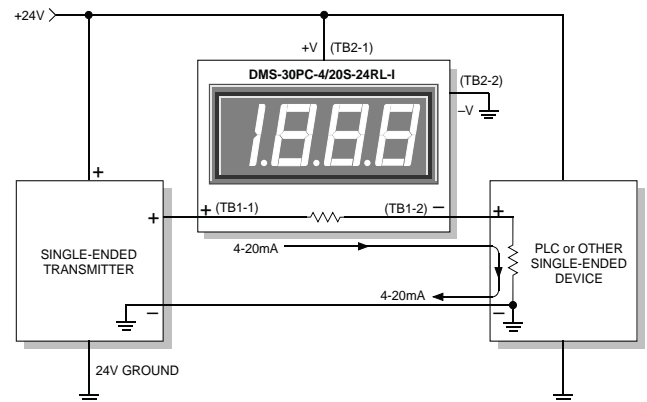 +24V
+V (TB2-1)
DMS-30PC-4/20S-24RL-I
(TB2-2)
–V
1.8.8.8
+
+
+ (TB1-1)
(TB1-2) –
+
SINGLE-ENDED
TRANSMITTER
4-20mA
PLC or OTHER
SINGLE-ENDED
DEVICE
4-20mA
–
–
24V GROUND